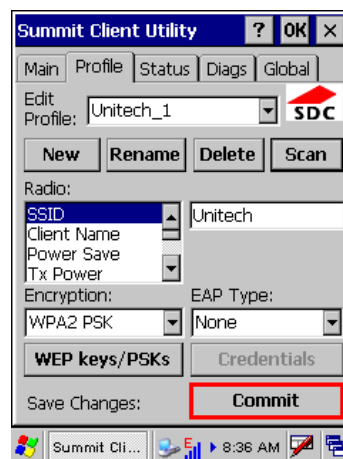 Summit Client Utility ? OK ×
Main Profile Status Diags Global
Edit
Profile: Unitech_1
SDC
New Rename Delete Scan
Radio:
SSID
Unitech
Client Name
Power Save
Tx Power
Encryption: EAP Type:
WPA2 PSK None
WEP keys/PSKs Credentials
Save Changes: Commit
Summit Cli... 8:36 AM